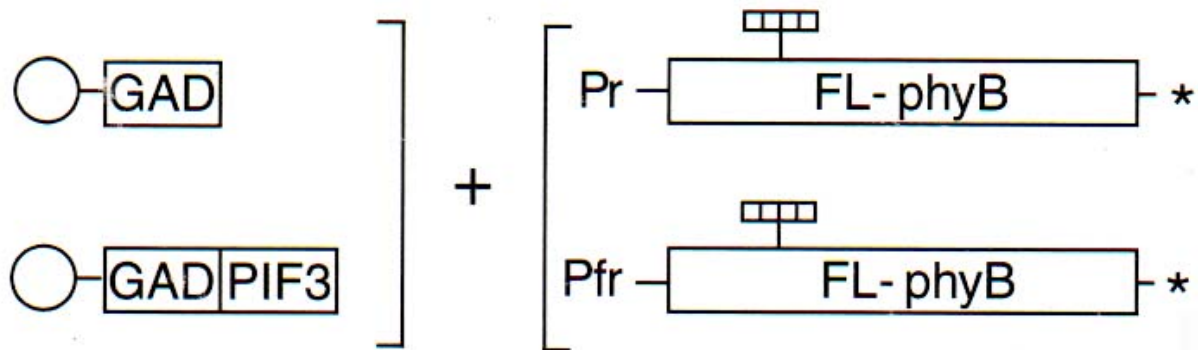 GAD
Pr FL- phyB *
+
GAD PIF3
Pfr FL- phyB *